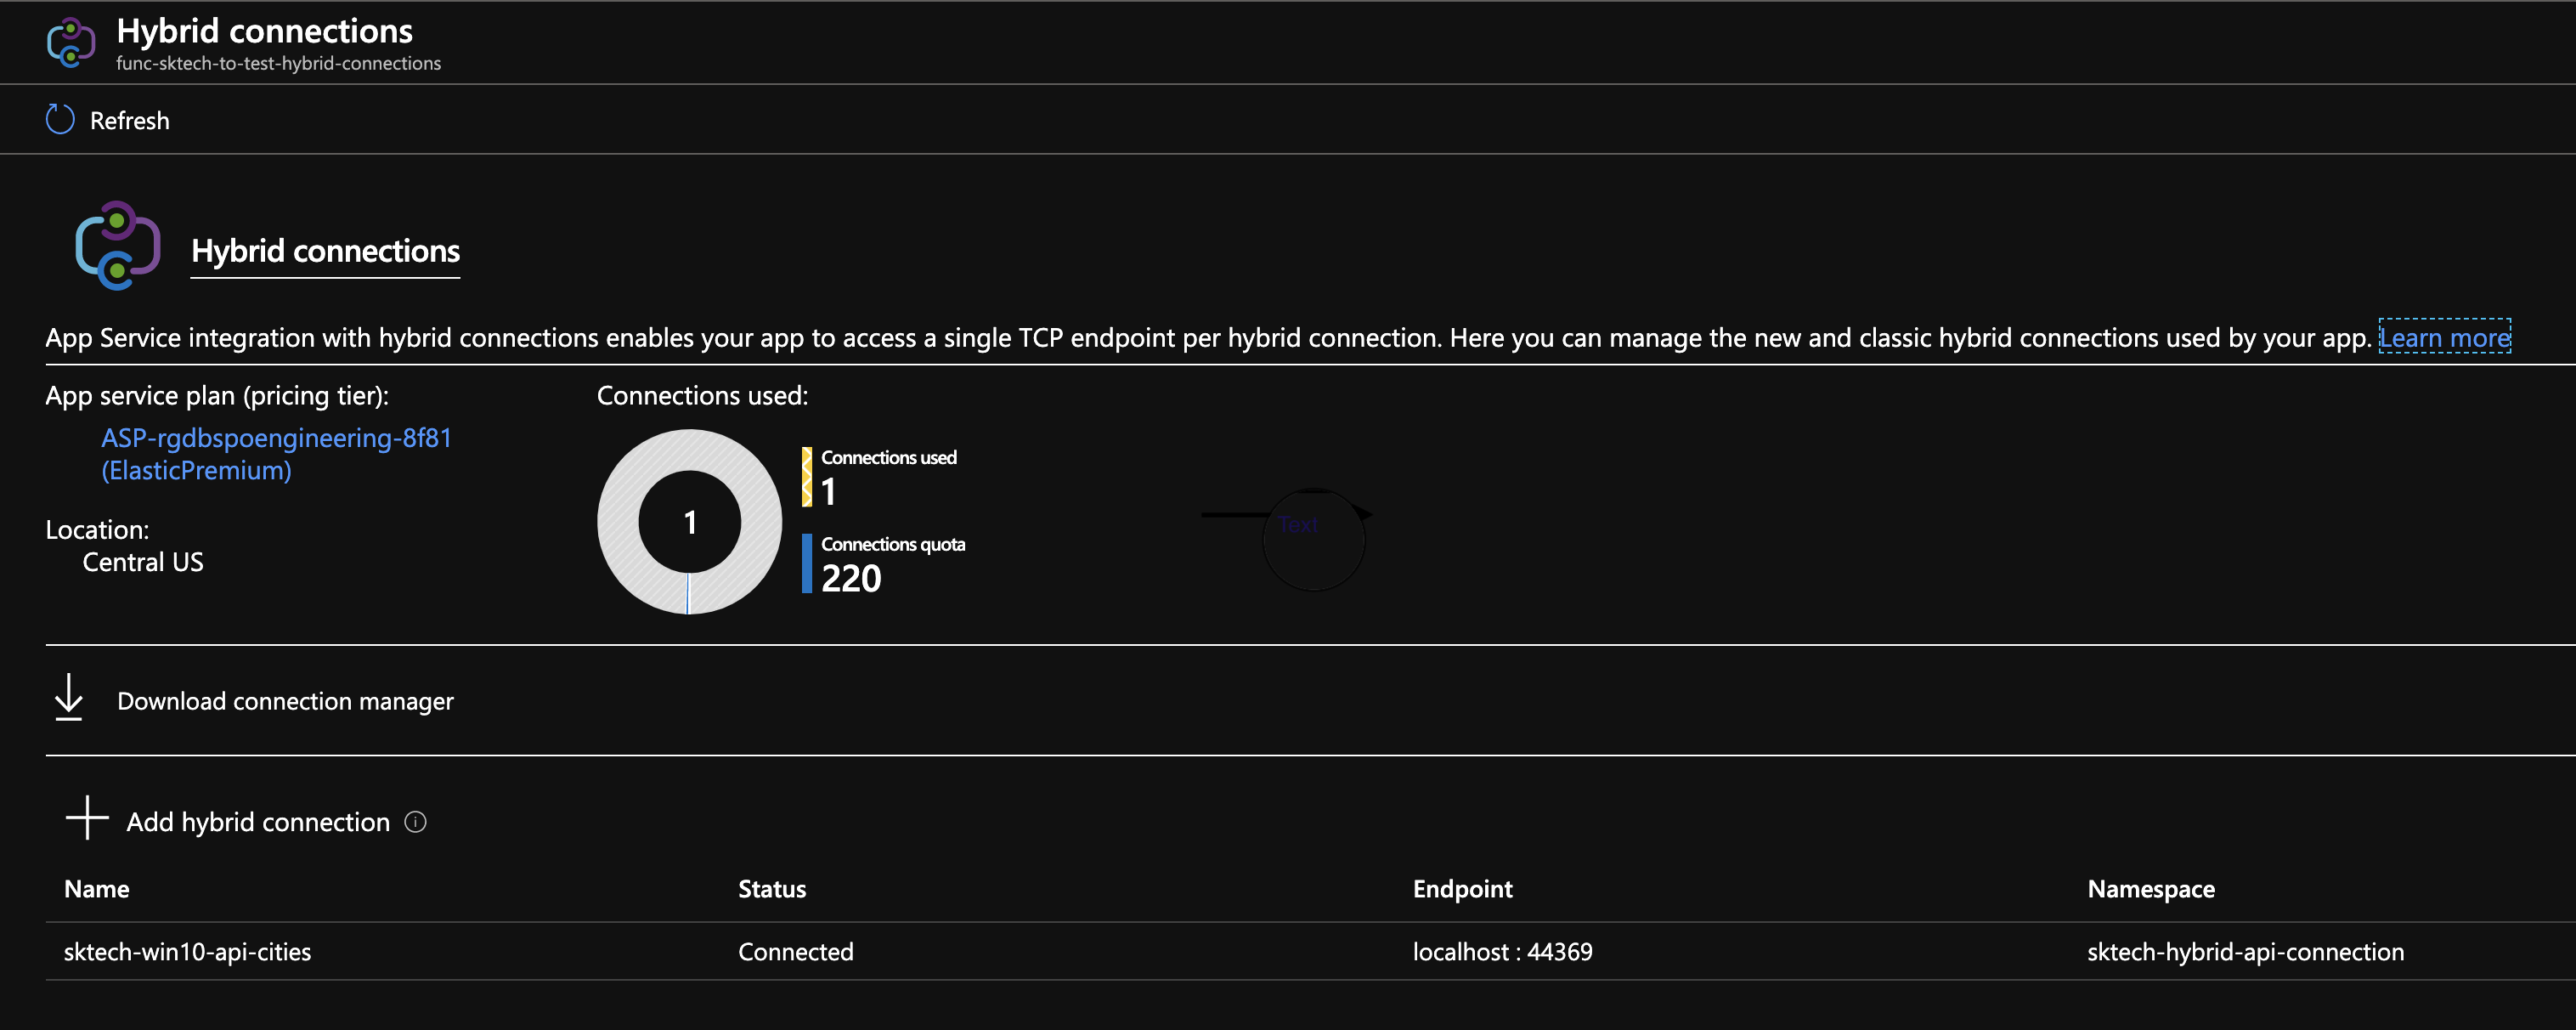 Hybrid connections
func-sktech-to-test-hybrid-connections
Refresh
Hybrid connections
App Service integration with hybrid connections enables your app to access a single TCP endpoint per hybrid connection. Here you can manage the new and classic hybrid connections used by your app. Learn more
App service plan (pricing tier):
ASP-rgdbspoengineering-8f81
(ElasticPremium)
Location:
Central US
Connections used:
1
Connections used
1
Connections quota
220
Text
Download connection manager
Add hybrid connection
Name Status Endpoint Namespace
sktech-win10-api-cities Connected localhost : 44369 sktech-hybrid-api-connection